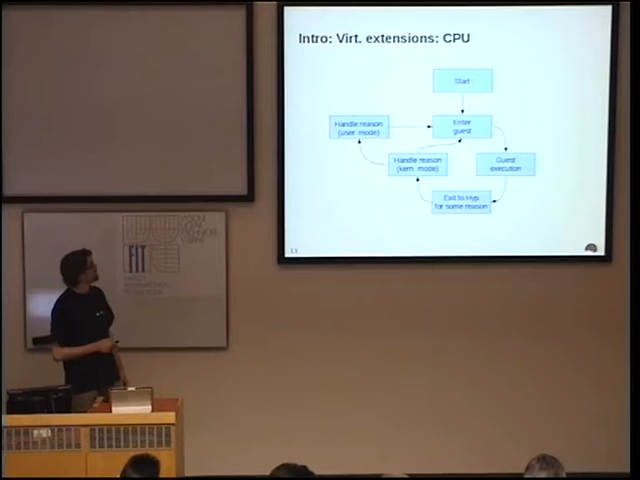 Intro: Virt. extensions: CPU
Start
Handle reason
(user. mode)
Enter
guest
Handle reason
(kern. mode)
Guest
execution
Exit to Hyp
for some reason
FIT